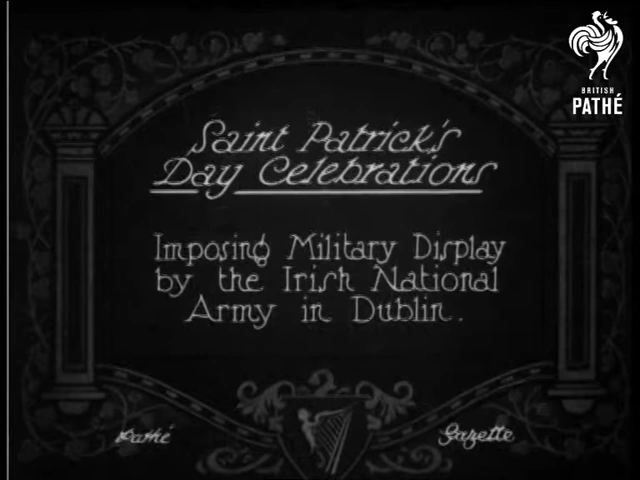 BRITISH
PATHÉ
Saint Patrick's
Day Celebrations
Imposing Military Display
by the Irish National
Army in Dublin.
Pathé Gazette